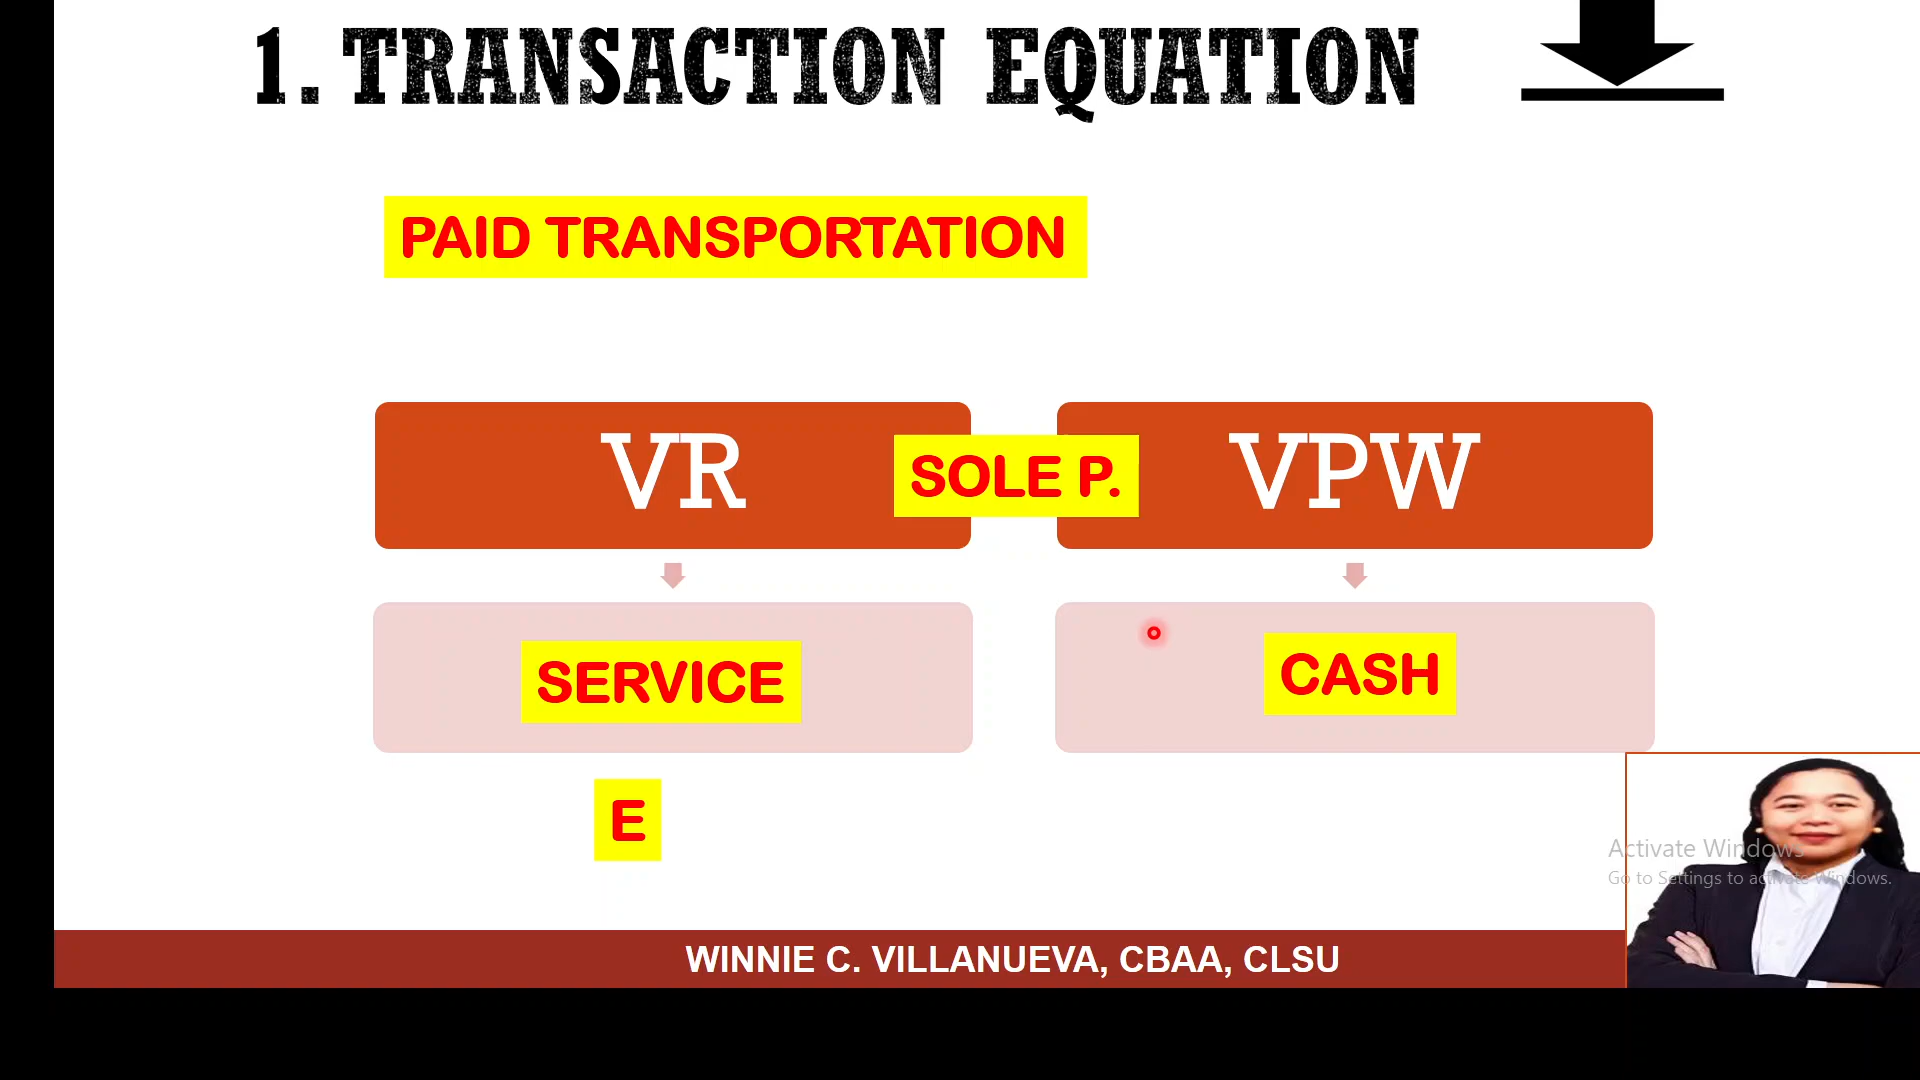 1. TRANSACTION EQUATION
PAID TRANSPORTATION
VR
SOLE P.
VPW
SERVICE
CASH
E
Activate Windows
Go to Settings to activate Windows.
WINNIE C. VILLANUEVA, CBAA, CLSU